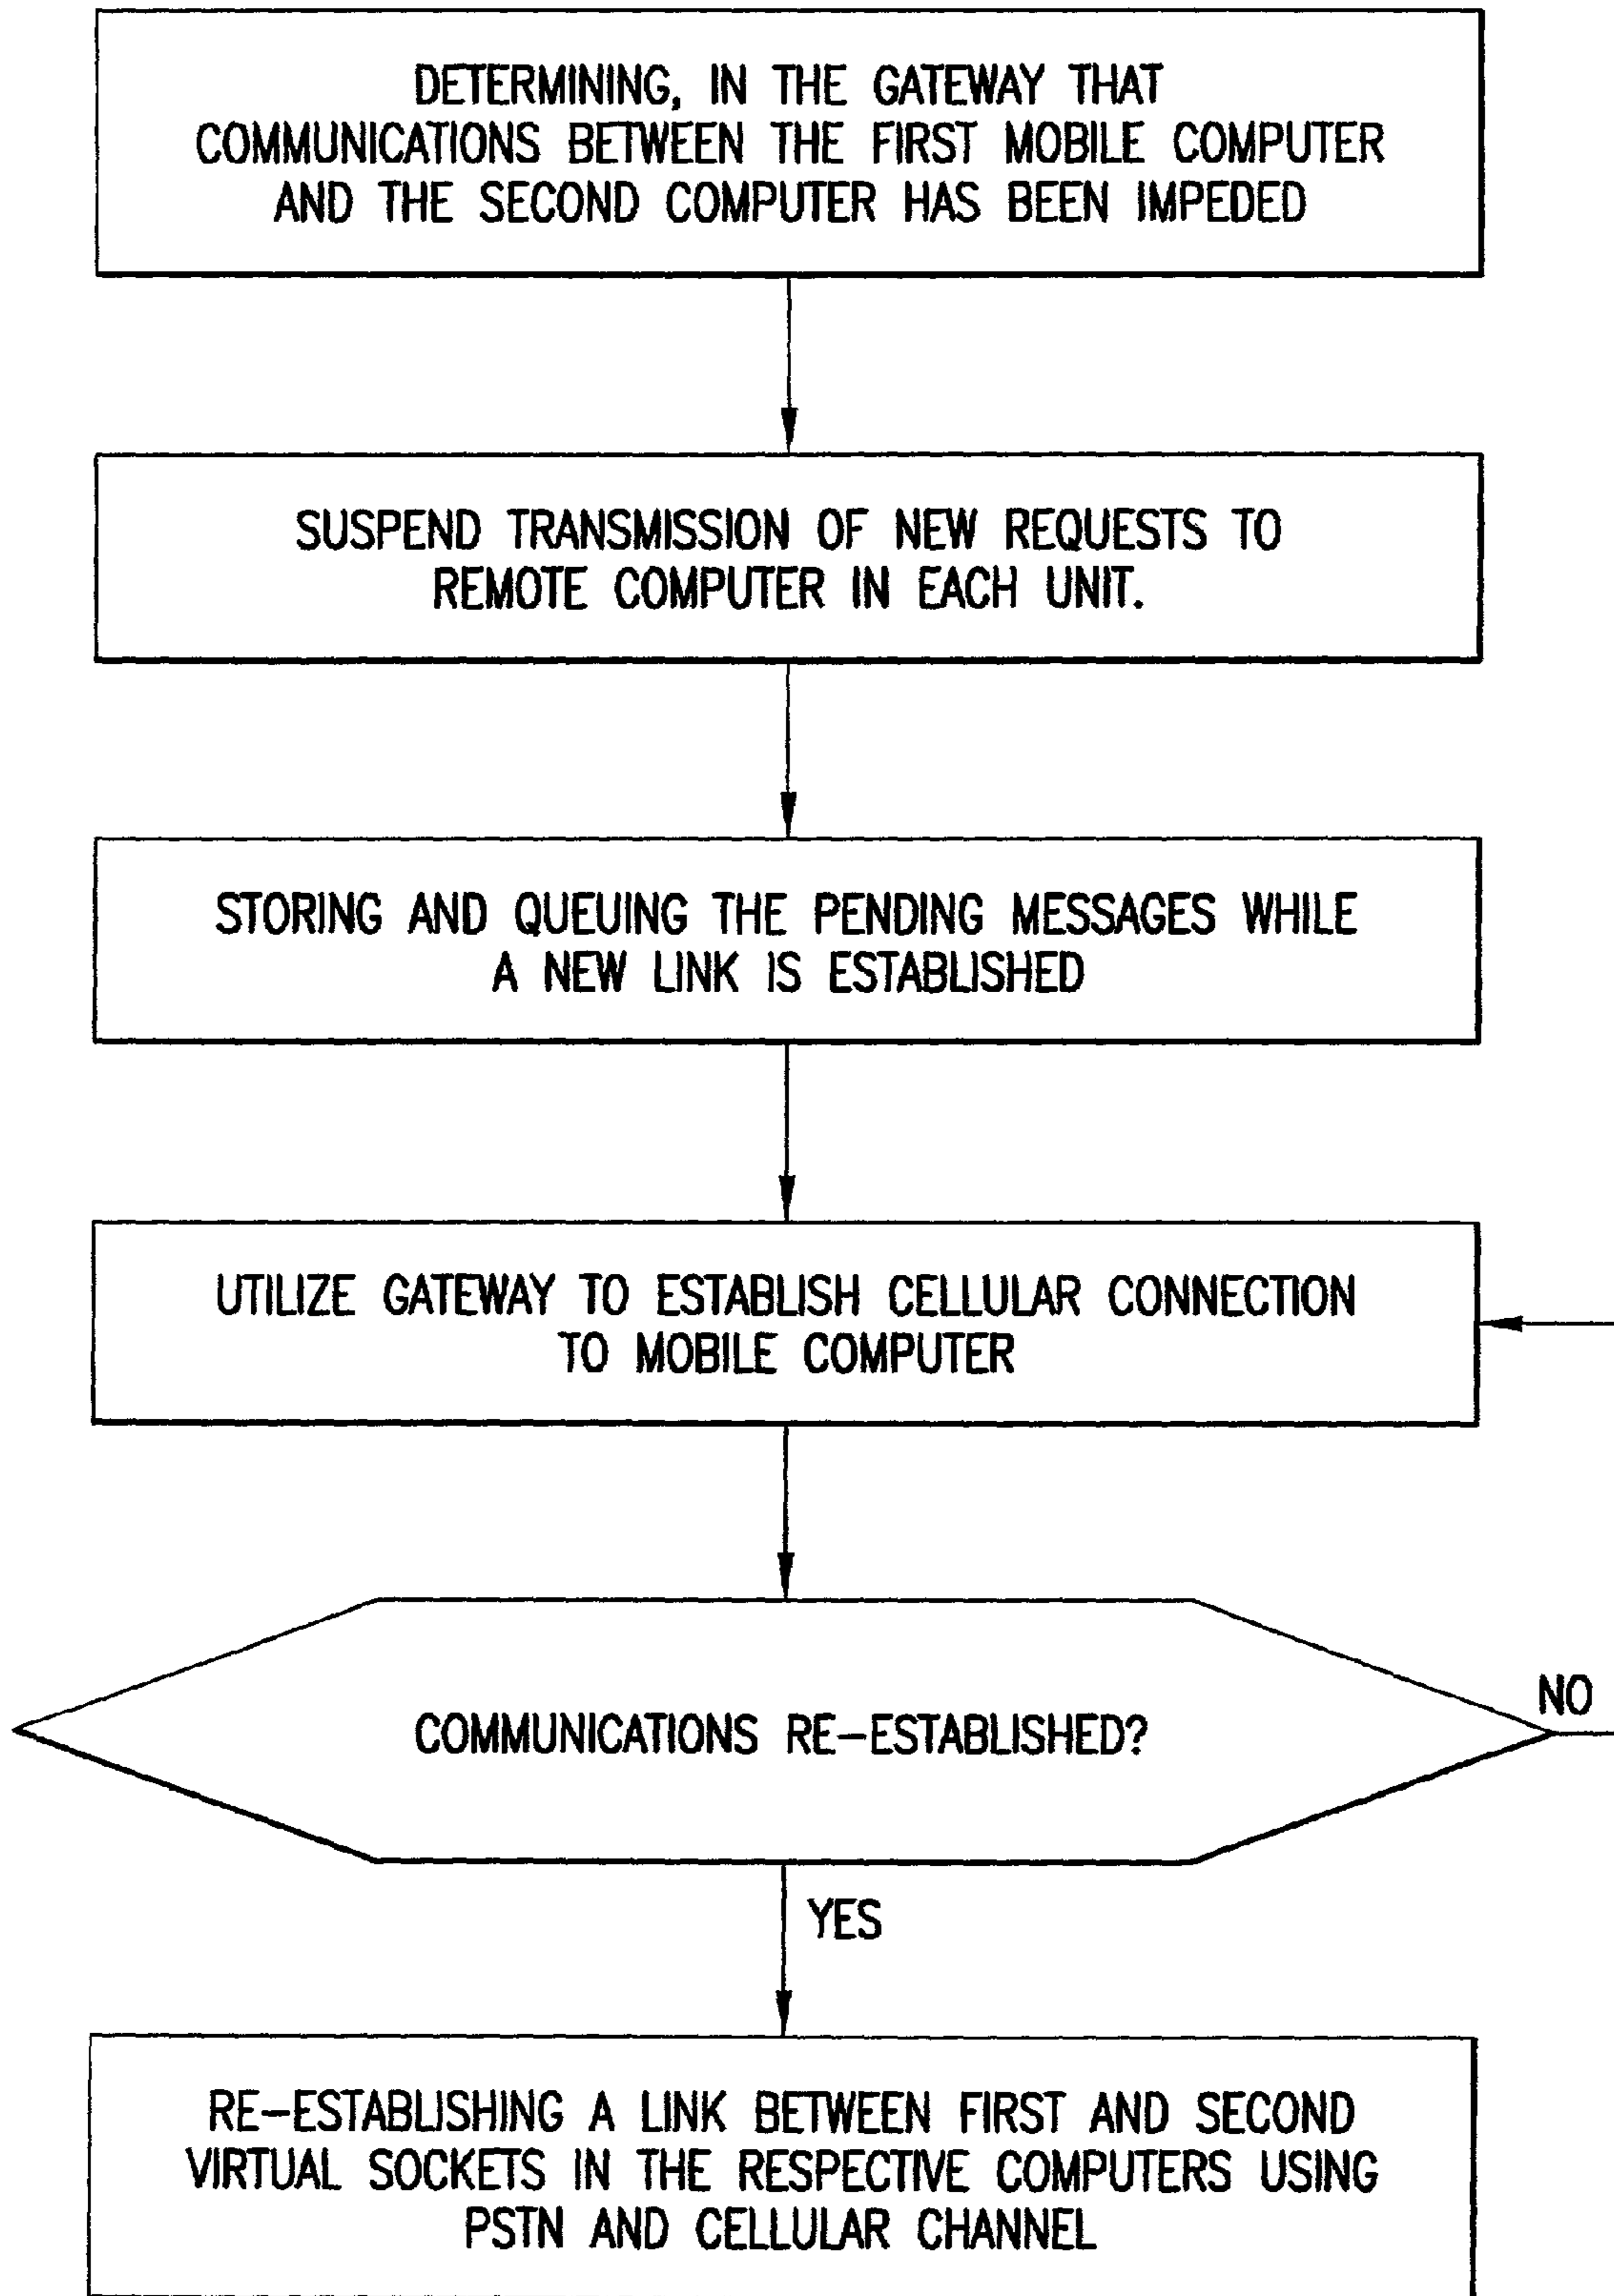 DETERMINING, IN THE GATEWAY THAT
COMMUNICATIONS BETWEEN THE FIRST MOBILE COMPUTER
AND THE SECOND COMPUTER HAS BEEN IMPEDED
SUSPEND TRANSMISSION OF NEW REQUESTS TO
REMOTE COMPUTER IN EACH UNIT.
STORING AND QUEUING THE PENDING MESSAGES WHILE
A NEW LINK IS ESTABLISHED
UTILIZE GATEWAY TO ESTABLISH CELLULAR CONNECTION
TO MOBILE COMPUTER
COMMUNICATIONS RE-ESTABLISHED?
NO
YES
RE-ESTABLISHING A LINK BETWEEN FIRST AND SECOND
VIRTUAL SOCKETS IN THE RESPECTIVE COMPUTERS USING
PSTN AND CELLULAR CHANNEL